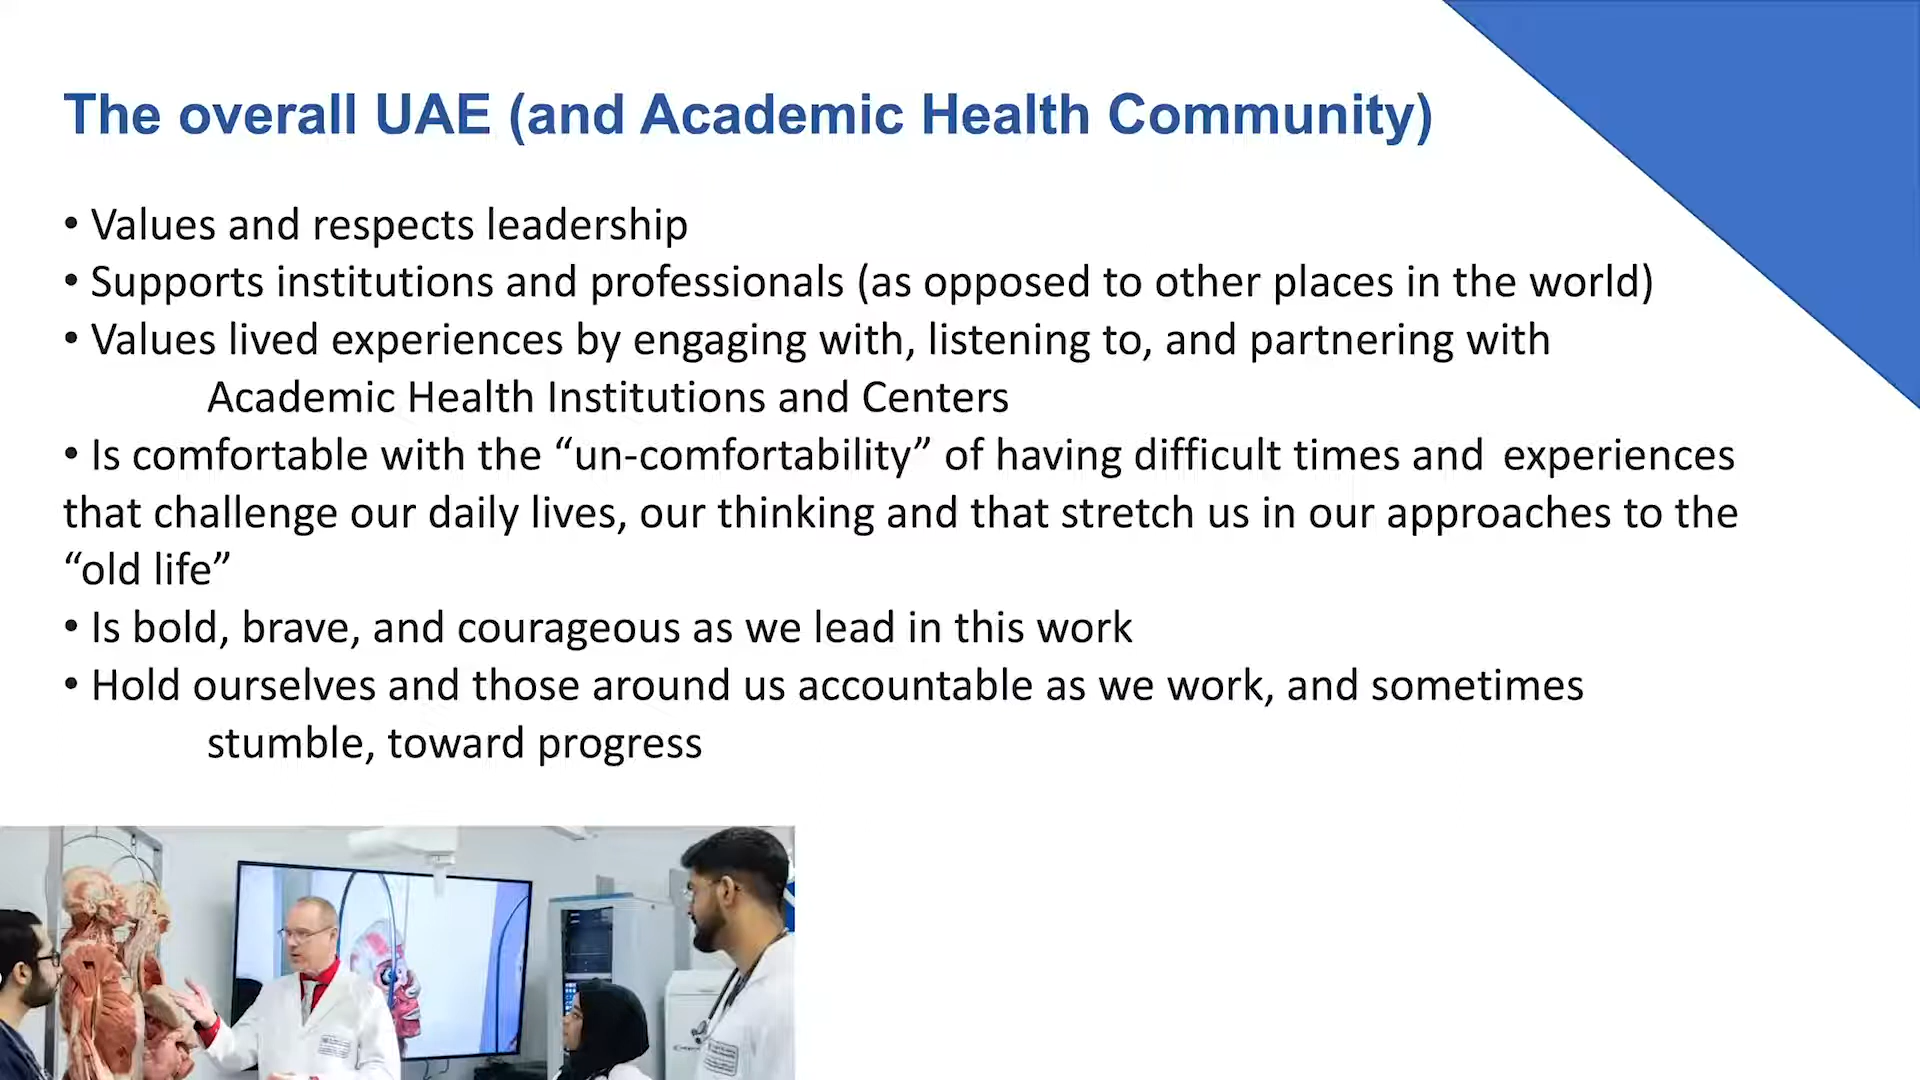 The overall UAE (and Academic Health Community)
• Values and respects leadership
• Supports institutions and professionals (as opposed to other places in the world)
• Values lived experiences by engaging with, listening to, and partnering with
Academic Health Institutions and Centers
• Is comfortable with the “un-comfortability” of having difficult times and experiences
that challenge our daily lives, our thinking and that stretch us in our approaches to the
“old life”
• Is bold, brave, and courageous as we lead in this work
• Hold ourselves and those around us accountable as we work, and sometimes
stumble, toward progress